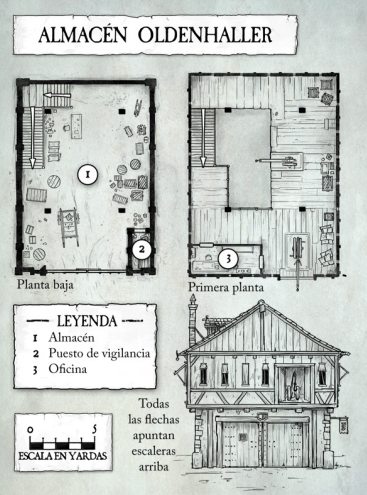 ALMACÉN OLDENHALLER
1
2
3
Planta baja
Primera planta
LEYENDA
1 Almacén
2 Puesto de vigilancia
3 Oficina
0 5
ESCALA EN YARDAS
Todas
las flechas
apuntan
escaleras
arriba